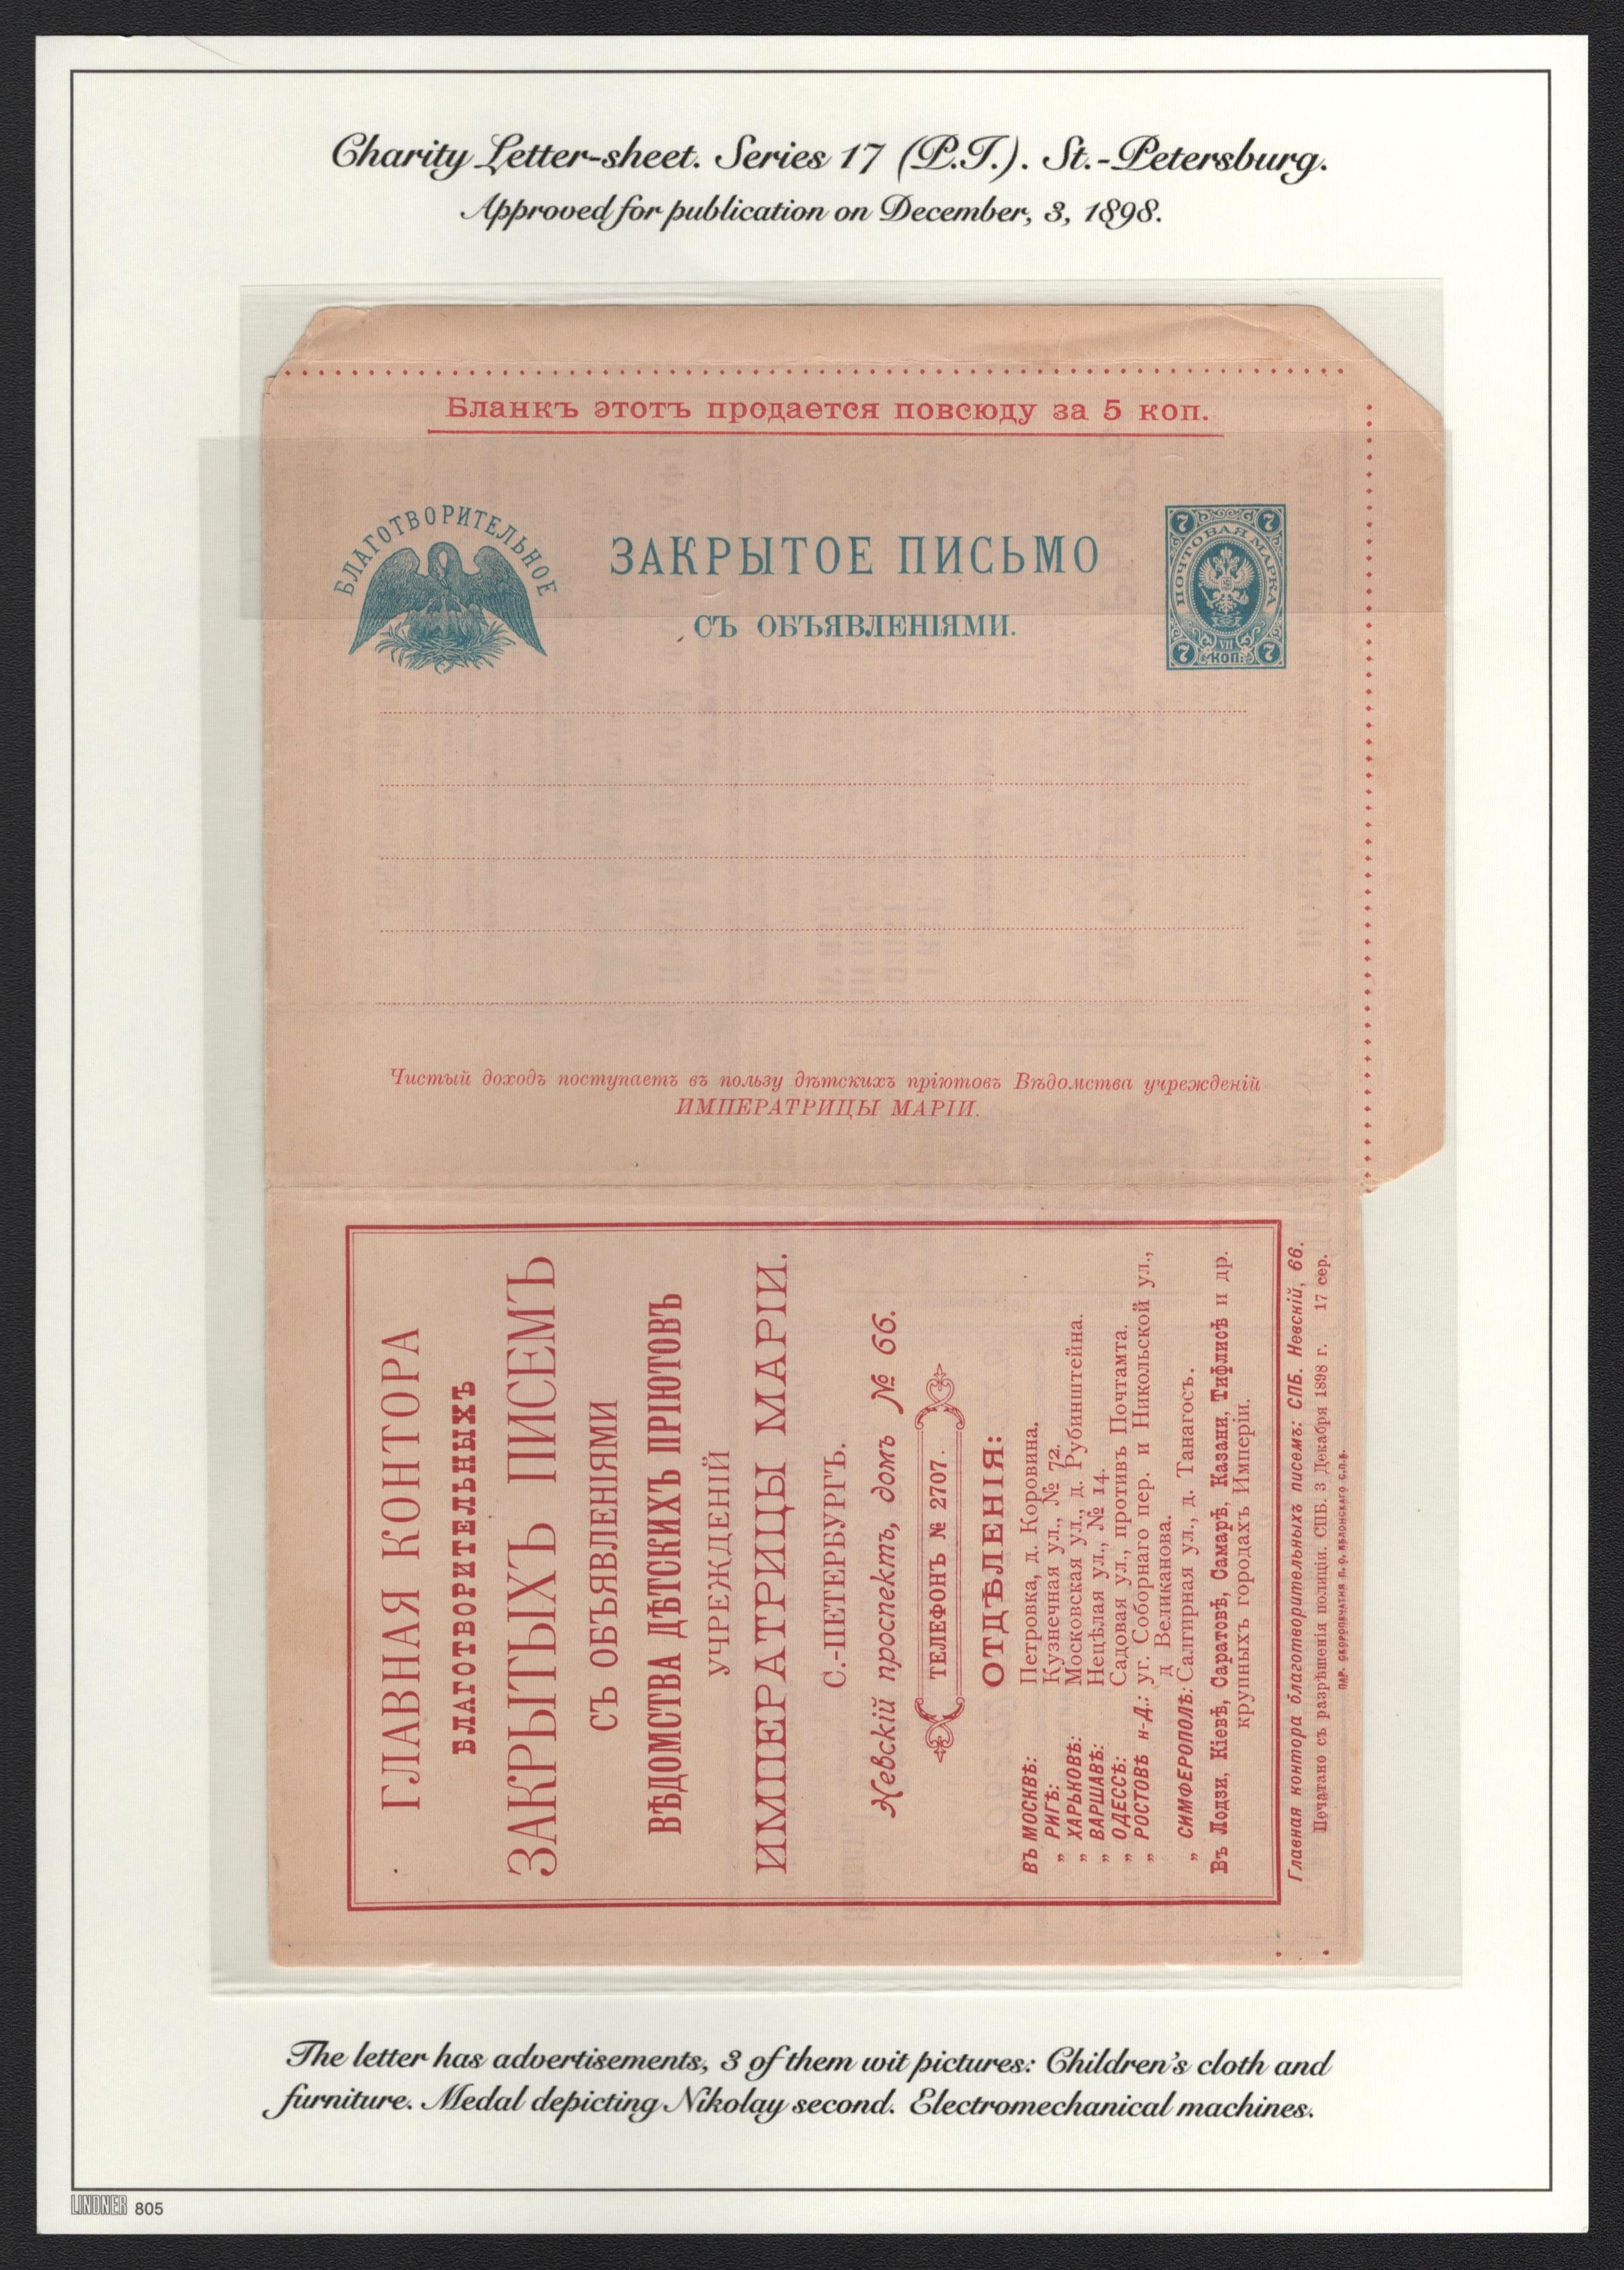 Charity Letter-sheet. Series 17 (P.T.). St.-Petersburg.
Approved for publication on December, 3, 1898.
Бланкъ этотъ продается повсюду за 5 коп.
БЛАГОТВОРИТЕЛЬНОЕ
ЗАКРЫТОЕ ПИСЬМО
СЪ ОБЪЯВЛЕНІЯМИ.
7 7
ПОЧТОВАЯ МАРКА
VII
7 КОП. 7
Чистый доходъ поступаетъ въ пользу дѣтскихъ пріютовъ Вѣдомства учрежденій
ИМПЕРАТРИЦЫ МАРІИ.
ГЛАВНАЯ КОНТОРА
БЛАГОТВОРИТЕЛЬНЫХЪ
ЗАКРЫТЫХЪ ПИСЕМЪ
СЪ ОБЪЯВЛЕНІЯМИ
ВѢДОМСТВА ДѢТСКИХЪ ПРІЮТОВЪ
УЧРЕЖДЕНІЙ
ИМПЕРАТРИЦЫ МАРІИ.
С.-ПЕТЕРБУРГЪ.
Невскій проспектъ, домъ № 66.
ТЕЛЕФОНЪ № 2707.
ОТДѢЛЕНІЯ:
ВЪ МОСКВѢ: Петровка, д. Коровина.
„ РИГѢ: Кузнечная ул., № 72.
„ ХАРЬКОВѢ: Московская ул., д. Рубинштейна.
„ ВАРШАВѢ: Нецѣлая ул., № 14.
„ ОДЕССѢ: Садовая ул., противъ Почтамта.
„ РОСТОВѢ н-Д.: уг. Соборнаго пер. и Никольской ул.,
д Великанова.
„ СИМФЕРОПОЛѢ: Салгирная ул., д. Танагосъ.
Въ Лодзи, Кіевѣ, Саратовѣ, Самарѣ, Казани, Тифлисѣ и др.
крупныхъ городахъ Имперіи.
Главная контора благотворительныхъ писемъ: СПБ. Невскій, 66.
Печатано съ разрѣшенія полиціи. СПБ. 3 Декабря 1898 г. 17 сер.
ПАР. СКОРОПЕЧАТНЯ П.О. ЯБЛОНСКАГО С.П.Б.
The letter has advertisements, 3 of them wit pictures: Children's cloth and
furniture. Medal depicting Nikolay second. Electromechanical machines.
LINDNER 805